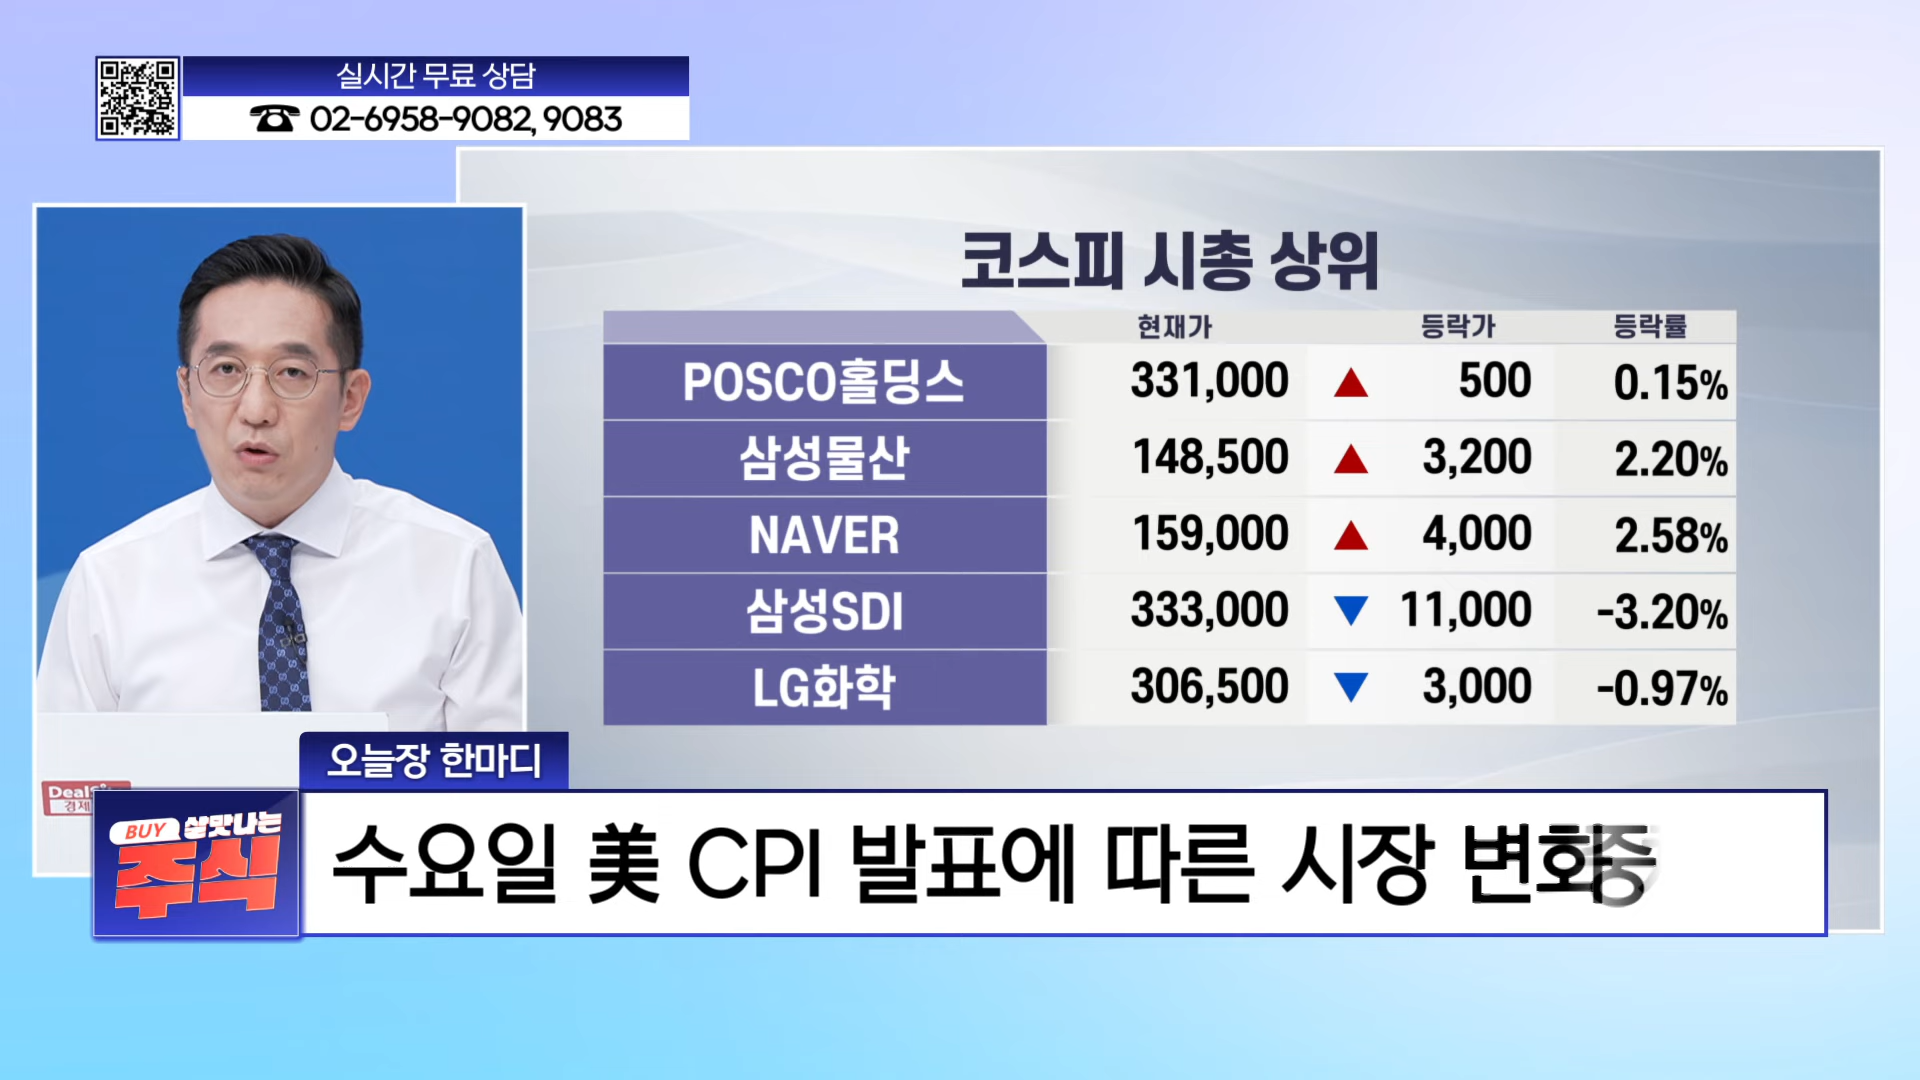 실시간 무료 상담
☎ 02-6958-9082, 9083
코스피 시총 상위
현재가 등락가 등락률
POSCO홀딩스 331,000 ▲ 500 0.15%
삼성물산 148,500 ▲ 3,200 2.20%
NAVER 159,000 ▲ 4,000 2.58%
삼성SDI 333,000 ▼ 11,000 -3.20%
LG화학 306,500 ▼ 3,000 -0.97%
오늘장 한마디
경제
BUY 살맛나는
주식
수요일 美 CPI 발표에 따른 시장 변화